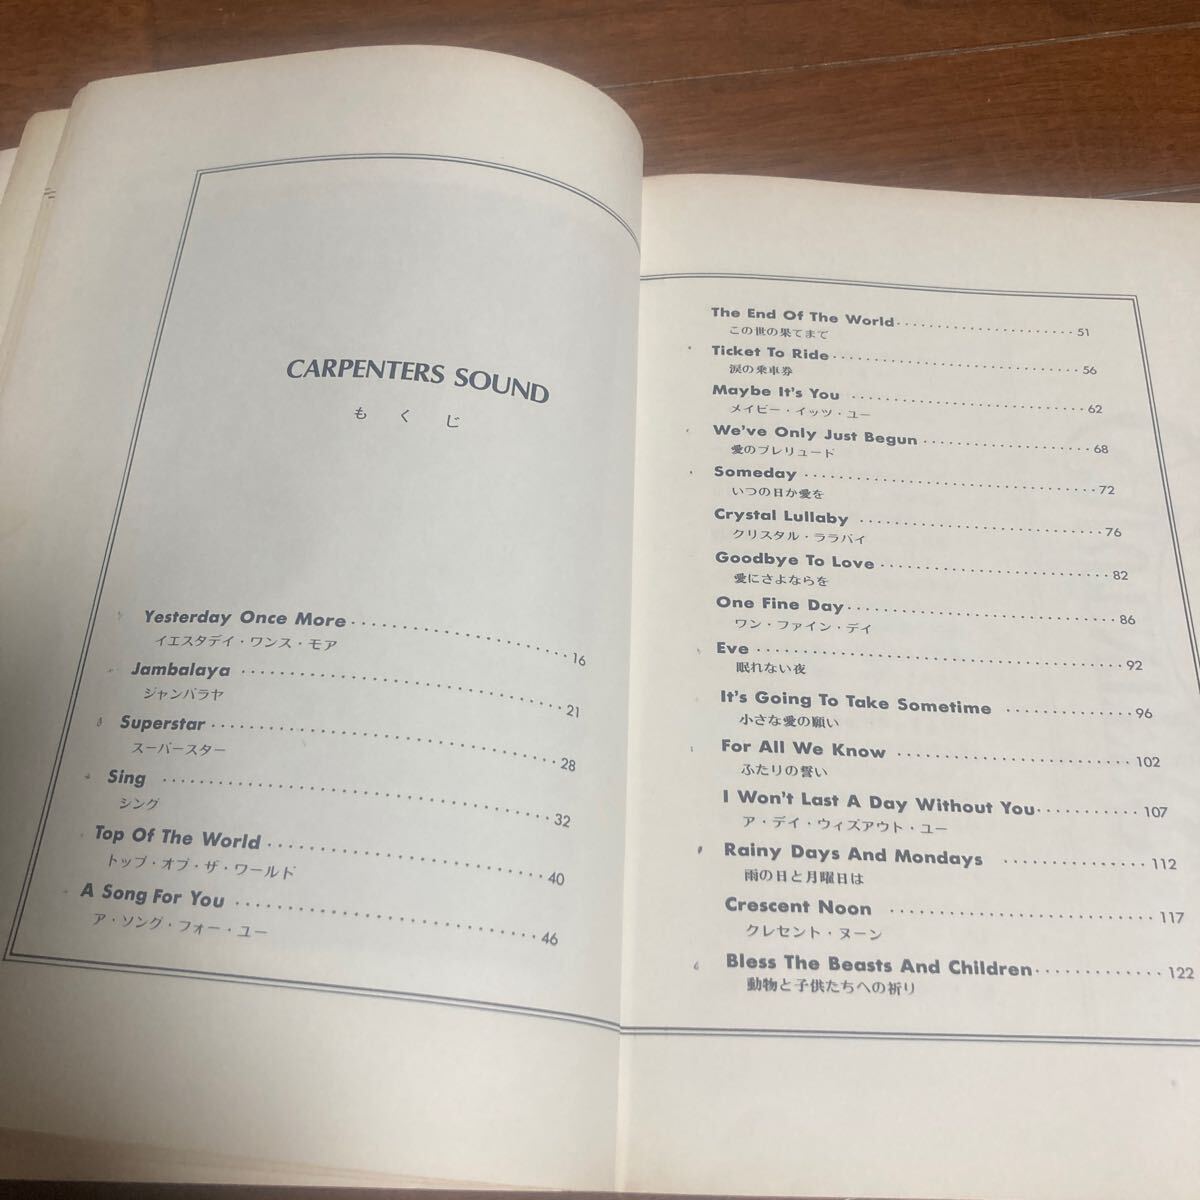 CARPENTERS SOUND
もくじ
Yesterday Once More 16
イエスタデイ・ワンス・モア
Jambalaya 21
ジャンバラヤ
Superstar 28
スーパースター
Sing 32
シング
Top Of The World 40
トップ・オブ・ザ・ワールド
A Song For You 46
ア・ソング・フォー・ユー
The End Of The World 51
この世の果てまで
Ticket To Ride 56
涙の乗車券
Maybe It's You 62
メイビー・イッツ・ユー
We've Only Just Begun 68
愛のプレリュード
Someday 72
いつの日か愛を
Crystal Lullaby 76
クリスタル・ララバイ
Goodbye To Love 82
愛にさよならを
One Fine Day 86
ワン・ファイン・デイ
Eve 92
眠れない夜
It's Going To Take Sometime 96
小さな愛の願い
For All We Know 102
ふたりの誓い
I Won't Last A Day Without You 107
ア・デイ・ウィズアウト・ユー
Rainy Days And Mondays 112
雨の日と月曜日は
Crescent Noon 117
クレセント・ヌーン
Bless The Beasts And Children 122
動物と子供たちへの祈り